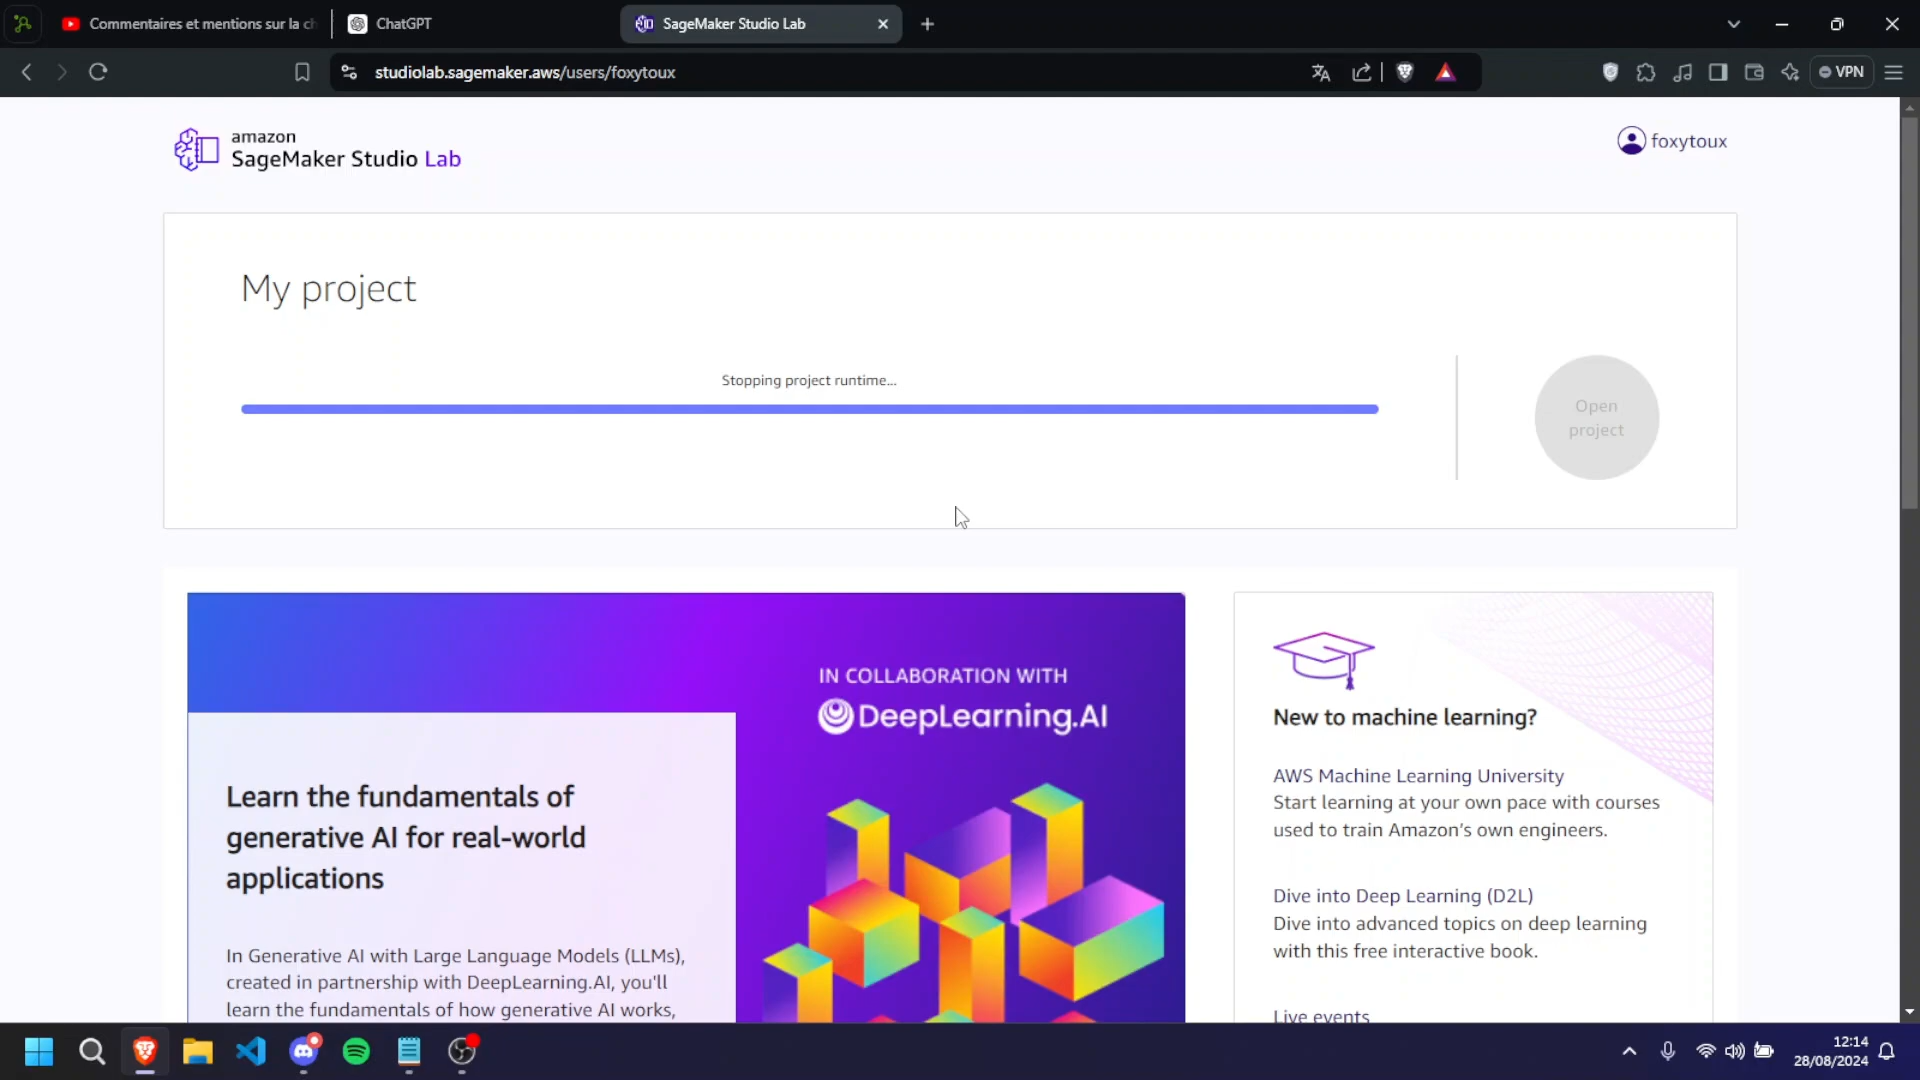 Commentaires et mentions sur la ch
ChatGPT
SageMaker Studio Lab
studiolab.sagemaker.aws/users/foxytoux
VPN
amazon
SageMaker Studio Lab
foxytoux
My project
Stopping project runtime...
Open
project
IN COLLABORATION WITH
DeepLearning.AI
Learn the fundamentals of
generative AI for real-world
applications
In Generative AI with Large Language Models (LLMs),
created in partnership with DeepLearning.AI, you'll
learn the fundamentals of how generative AI works,
New to machine learning?
AWS Machine Learning University
Start learning at your own pace with courses
used to train Amazon's own engineers.
Dive into Deep Learning (D2L)
Dive into advanced topics on deep learning
with this free interactive book.
Live events
12:14
28/08/2024